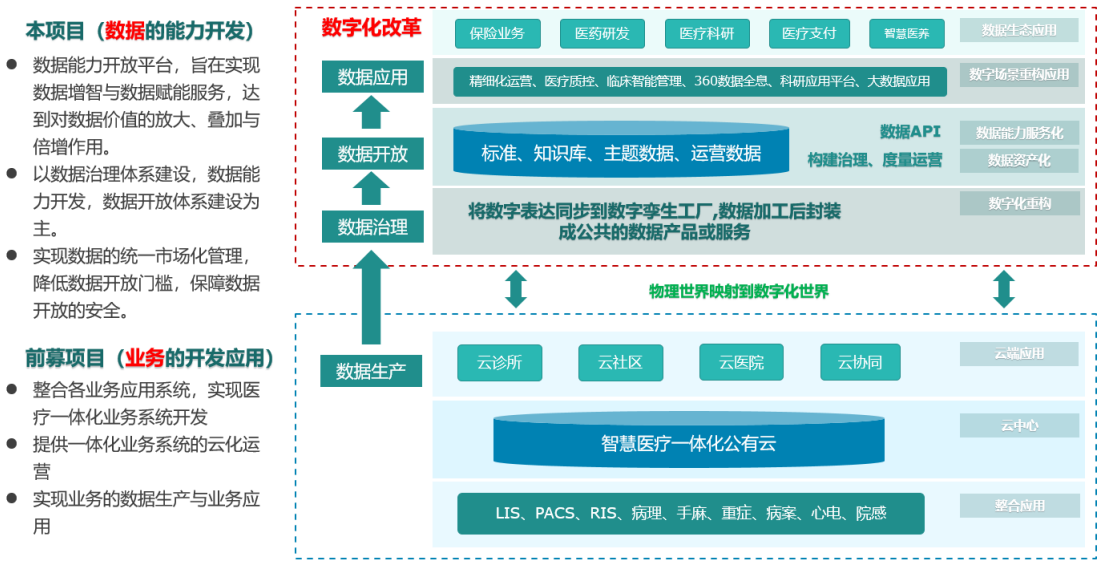 本项目（数据的能力开发）
● 数据能力开放平台，旨在实现
数据增智与数据赋能服务，达
到对数据价值的放大、叠加与
倍增作用。
● 以数据治理体系建设，数据能
力开发，数据开放体系建设为
主。
● 实现数据的统一市场化管理，
降低数据开放门槛，保障数据
开放的安全。
前募项目（业务的开发应用）
● 整合各业务应用系统，实现医
疗一体化业务系统开发
● 提供一体化业务系统的云化运
营
● 实现业务的数据生产与业务应
用
数字化改革
保险业务 医药研发 医疗科研 医疗支付 智慧医养 数据生态应用
数据应用
精细化运营、医疗质控、临床智能管理、360数据全息、科研应用平台、大数据应用
数字场景重构应用
数据开放
标准、知识库、主题数据、运营数据
数据API 数据能力服务化
构建治理、度量运营 数据资产化
数据治理
将数字表达同步到数字孪生工厂,数据加工后封装
成公共的数据产品或服务
数字化重构
物理世界映射到数字化世界
数据生产
云诊所 云社区 云医院 云协同 云端应用
智慧医疗一体化公有云
云中心
LIS、PACS、RIS、病理、手麻、重症、病案、心电、院感
整合应用